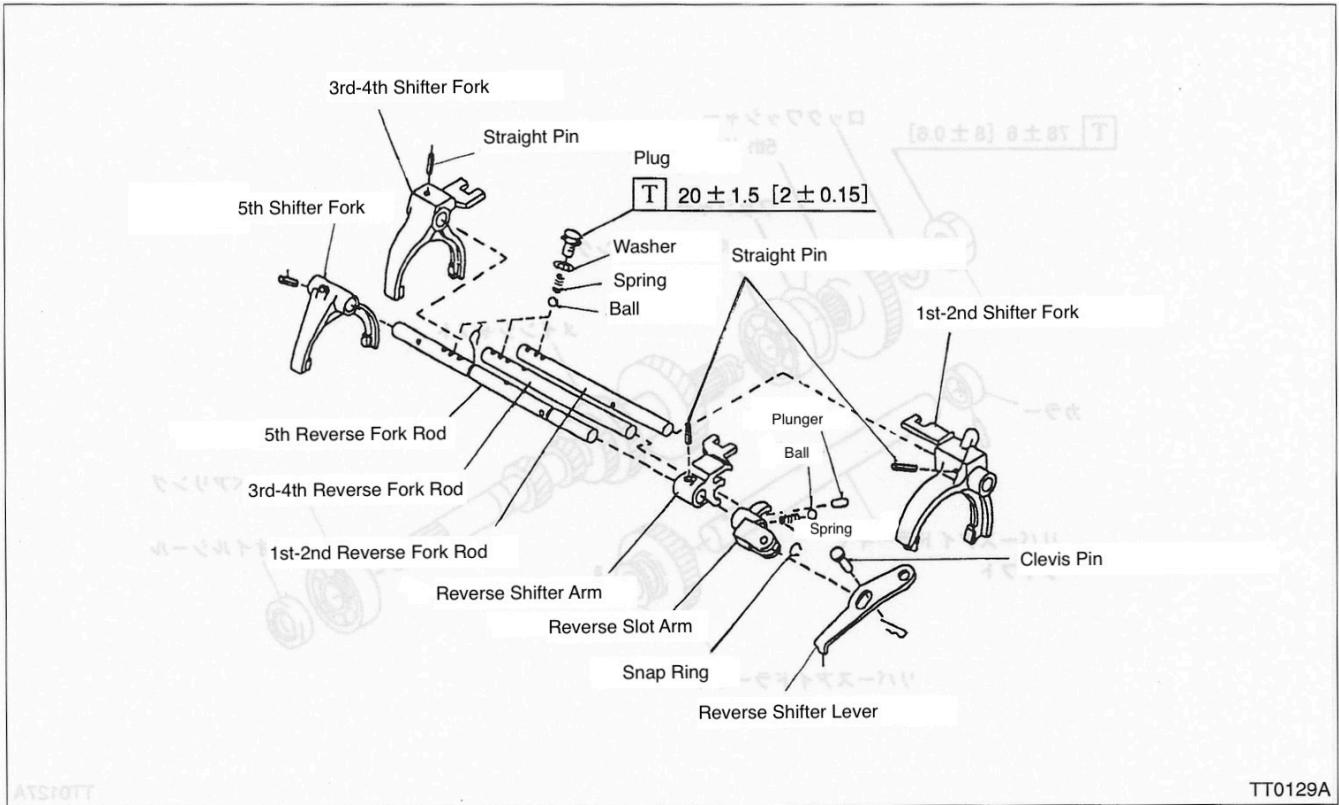 3rd-4th Shifter Fork
Straight Pin
Plug
T 20 ± 1.5 [2 ± 0.15]
5th Shifter Fork
Washer
Straight Pin
Spring
Ball
1st-2nd Shifter Fork
Plunger
Ball
5th Reverse Fork Rod
3rd-4th Reverse Fork Rod
Spring
1st-2nd Reverse Fork Rod
Clevis Pin
Reverse Shifter Arm
Reverse Slot Arm
Snap Ring
Reverse Shifter Lever
TT0129A